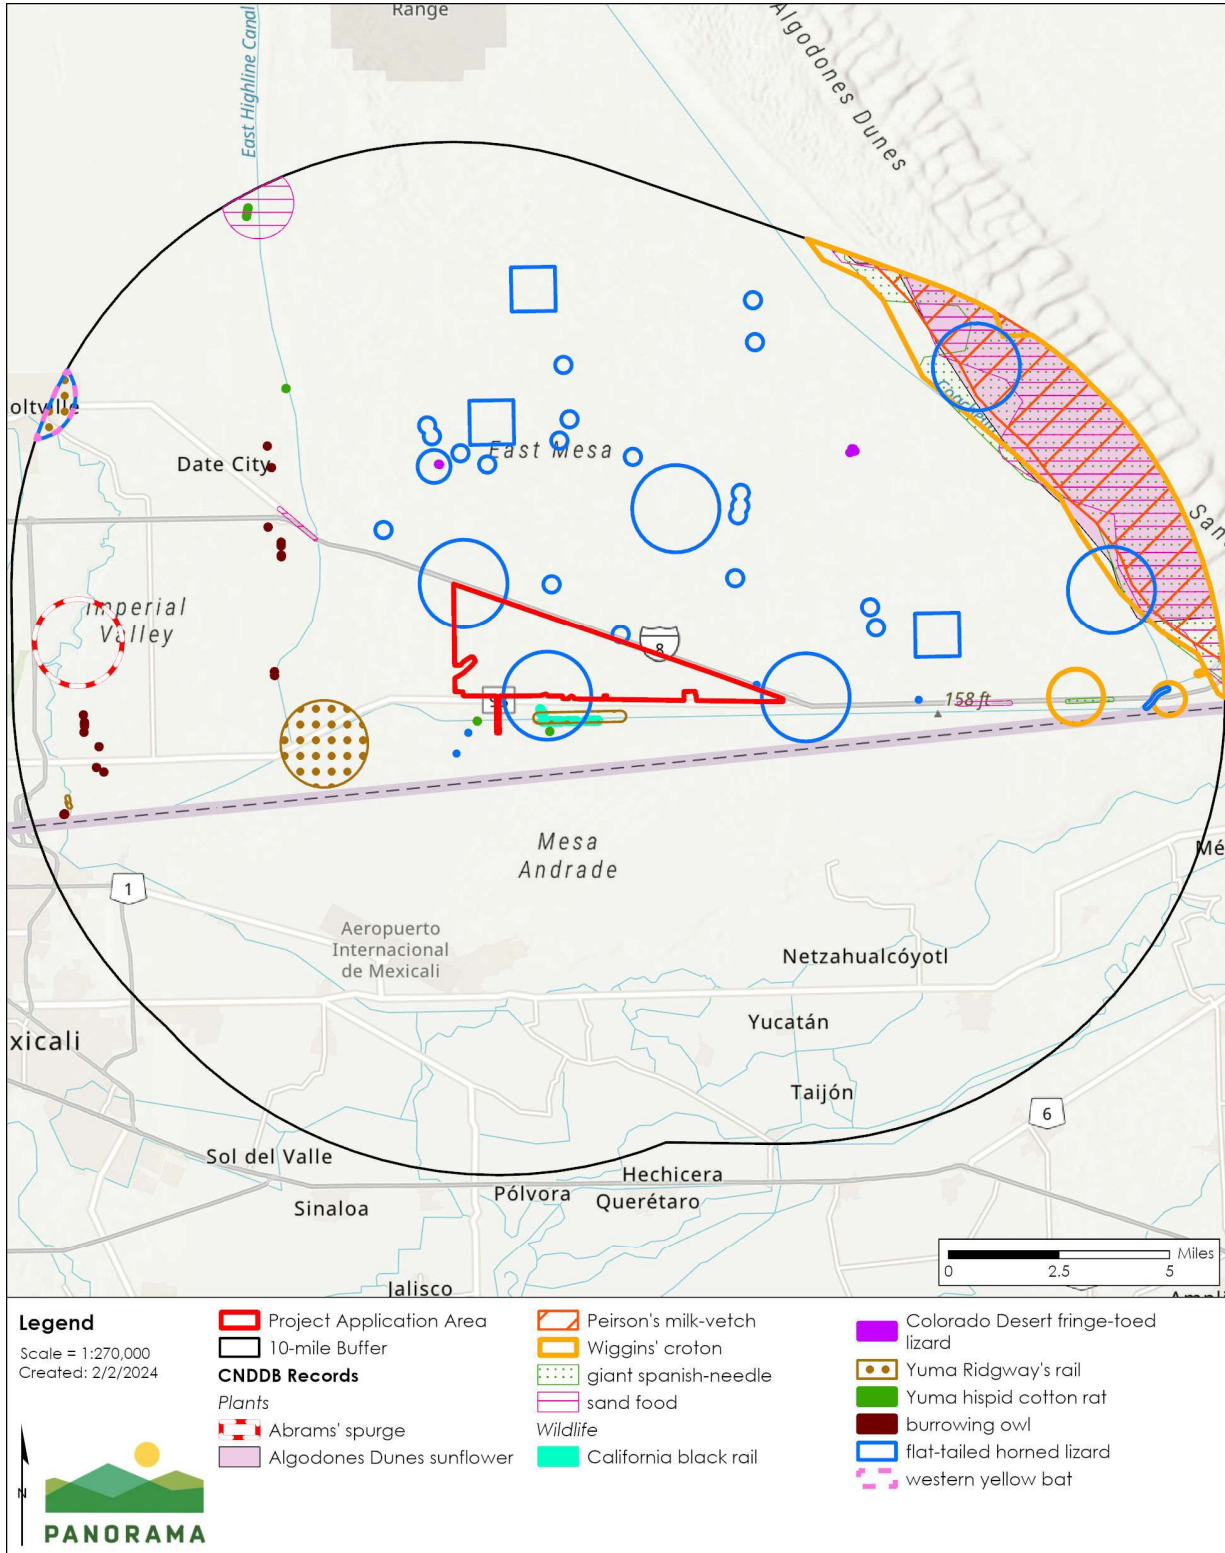 Range
East Highline Canal
Algodones Dunes
oltville
Date City
East Mesa
Coachella
Sand
Imperial
Valley
8
98
158 ft
Mesa
Andrade
Mé
1
Aeropuerto
Internacional
de Mexicali
Netzahualcóyotl
xicali
Yucatán
Taijón
6
Sol del Valle
Hechicera
Pólvora
Querétaro
Sinaloa
Jalisco
Miles
0
2.5
5
Legend
Scale = 1:270,000
Created: 2/2/2024
N
PANORAMA
Project Application Area
10-mile Buffer
CNDDB Records
Plants
Abrams' spurge
Algodones Dunes sunflower
Peirson's milk-vetch
Wiggins' croton
giant spanish-needle
sand food
Wildlife
California black rail
Colorado Desert fringe-toed
lizard
Yuma Ridgway's rail
Yuma hispid cotton rat
burrowing owl
flat-tailed horned lizard
western yellow bat